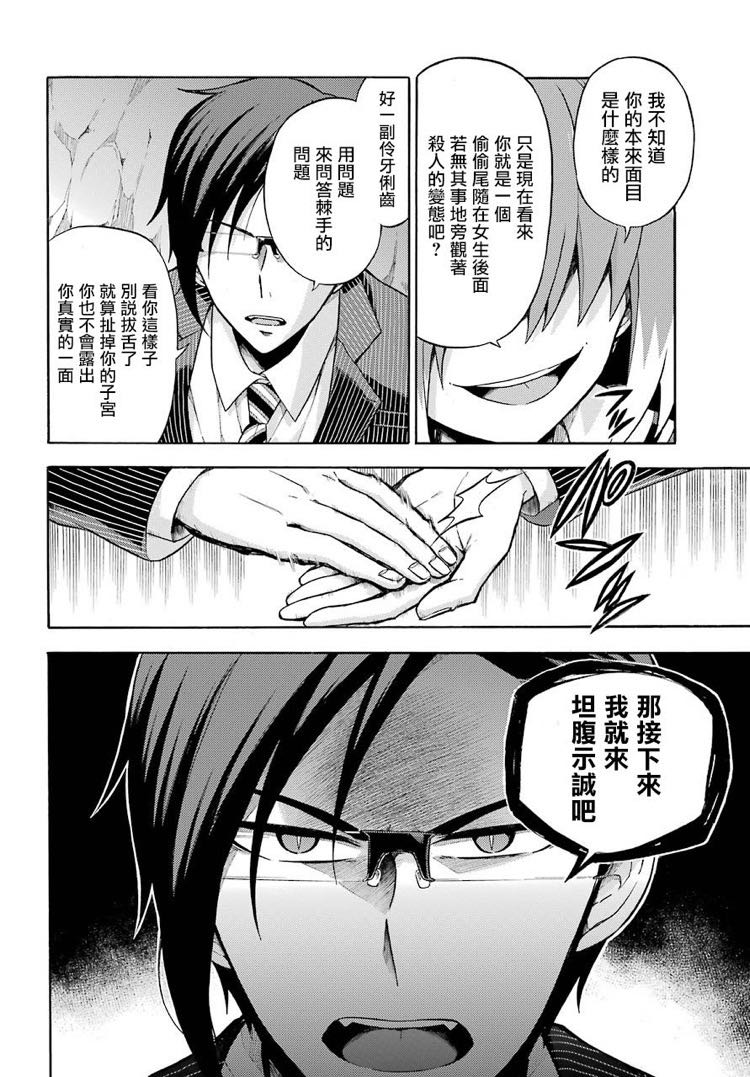 我不知道
你的本來面目
是什麼樣的
只是現在看來
你就是一個
偷偷尾隨在女生後面
若無其事地旁觀著
殺人的變態吧？
好一副伶牙俐齒
用問題
來問答棘手的
問題
看你這樣子
別說拔舌了
就算扯掉你的子宮
你也不會露出
你真實的一面
那接下來
我就來
坦腹示誠吧